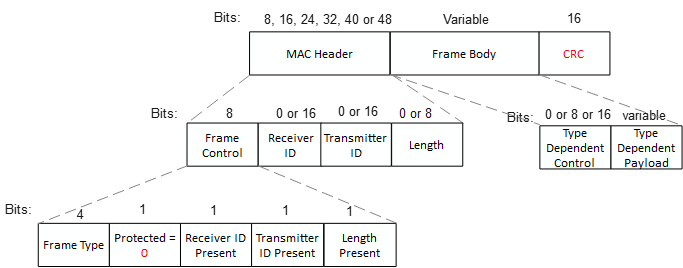 Bits: 8, 16, 24, 32, 40 or 48 Variable 16
MAC Header Frame Body CRC
Bits: 8 0 or 16 0 or 16 0 or 8
Frame Control Receiver ID Transmitter ID Length
Bits: 0 or 8 or 16 variable
Type Dependent Control Type Dependent Payload
Bits: 4 1 1 1 1
Frame Type Protected = 0 Receiver ID Present Transmitter ID Present Length Present